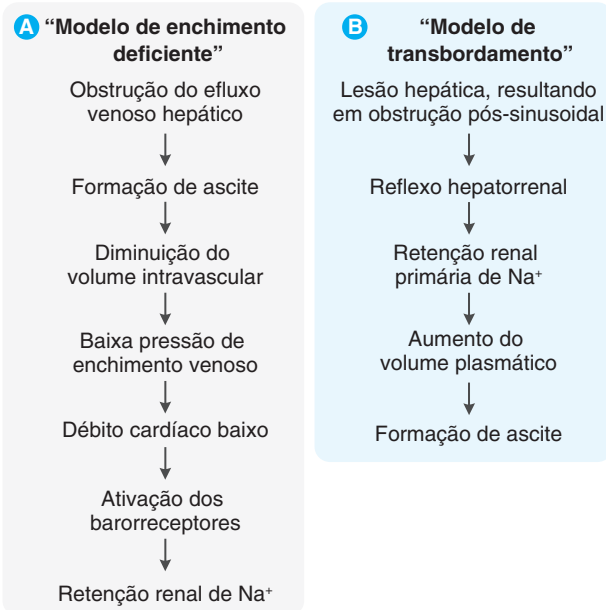 A “Modelo de enchimento
deficiente”
Obstrução do efluxo
venoso hepático
Formação de ascite
Diminuição do
volume intravascular
Baixa pressão de
enchimento venoso
Débito cardíaco baixo
Ativação dos
barorreceptores
Retenção renal de Na⁺
B “Modelo de
transbordamento”
Lesão hepática, resultando
em obstrução pós-sinusoidal
Reflexo hepatorrenal
Retenção renal
primária de Na⁺
Aumento do
volume plasmático
Formação de ascite